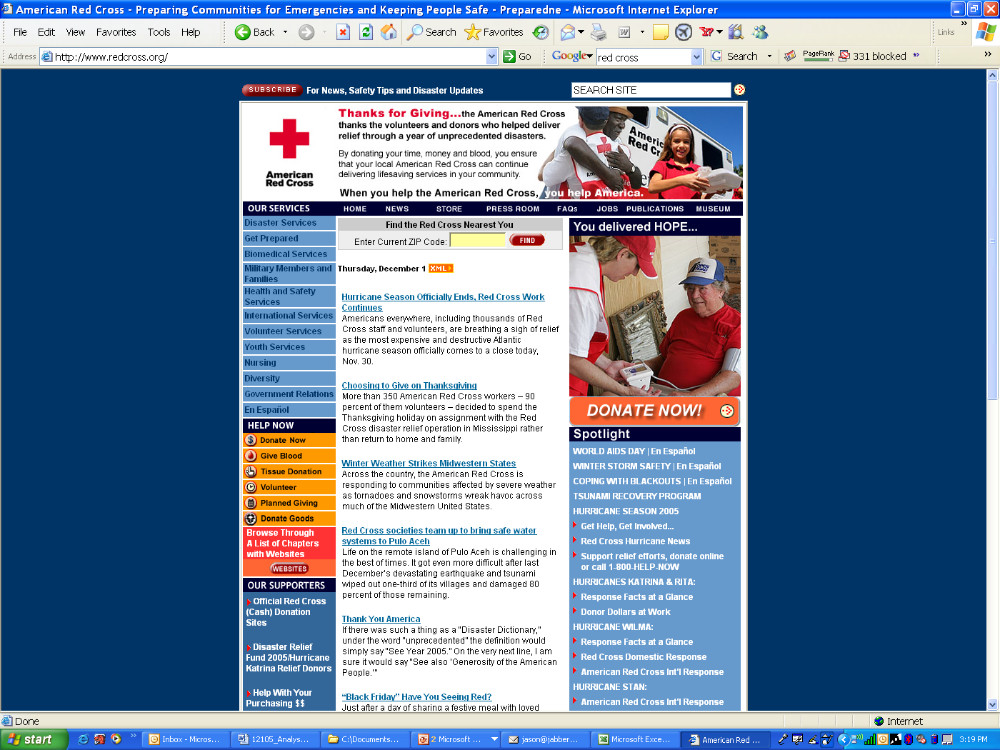 American Red Cross - Preparing Communities for Emergencies and Keeping People Safe - Preparedne - Microsoft Internet Explorer
File Edit View Favorites Tools Help
Back
Search
Favorites
Links
Address http://www.redcross.org/
Go
Google
red cross
G Search
PageRank
331 blocked
SUBSCRIBE For News, Safety Tips and Disaster Updates
SEARCH SITE
American
Red Cross
Thanks for Giving...the American Red Cross
thanks the volunteers and donors who helped deliver
relief through a year of unprecedented disasters.
By donating your time, money and blood, you ensure
that your local American Red Cross can continue
delivering lifesaving services in your community.
When you help the American Red Cross, you help America.
OUR SERVICES
HOME NEWS STORE PRESS ROOM FAQs JOBS PUBLICATIONS MUSEUM
Disaster Services
Get Prepared
Biomedical Services
Military Members and
Families
Health and Safety
Services
International Services
Volunteer Services
Youth Services
Nursing
Diversity
Government Relations
En Español
HELP NOW
Donate Now
Give Blood
Tissue Donation
Volunteer
Planned Giving
Donate Goods
Browse Through
A List of Chapters
with Websites
WEBSITES
OUR SUPPORTERS
Official Red Cross
(Cash) Donation
Sites
Disaster Relief
Fund 2005/Hurricane
Katrina Relief Donors
Help With Your
Purchasing $$
Find the Red Cross Nearest You
Enter Current ZIP Code: FIND
Thursday, December 1 XML
Hurricane Season Officially Ends, Red Cross Work
Continues
Americans everywhere, including thousands of Red
Cross staff and volunteers, are breathing a sigh of relief
as the most expensive and destructive Atlantic
hurricane season officially comes to a close today,
Nov. 30.
Choosing to Give on Thanksgiving
More than 350 American Red Cross workers – 90
percent of them volunteers – decided to spend the
Thanksgiving holiday on assignment with the Red
Cross disaster relief operation in Mississippi rather
than return to home and family.
Winter Weather Strikes Midwestern States
Across the country, the American Red Cross is
responding to communities affected by severe weather
as tornadoes and snowstorms wreak havoc across
much of the Midwestern United States.
Red Cross societies team up to bring safe water
systems to Pulo Aceh
Life on the remote island of Pulo Aceh is challenging in
the best of times. It got even more difficult after last
December's devastating earthquake and tsunami
wiped out one-third of its villages and damaged 80
percent of those remaining.
Thank You America
If there was such a thing as a "Disaster Dictionary,"
under the word "unprecedented" the definition would
simply say "See Year 2005." On the very next line, I am
sure it would say "See also 'Generosity of the American
People.'"
“Black Friday” Have You Seeing Red?
Just after a day of sharing a festive meal with loved
You delivered HOPE...
OPEN
ROAD
DONATE NOW!
Spotlight
WORLD AIDS DAY | En Español
WINTER STORM SAFETY | En Español
COPING WITH BLACKOUTS | En Español
TSUNAMI RECOVERY PROGRAM
HURRICANE SEASON 2005
Get Help, Get Involved...
Red Cross Hurricane News
Support relief efforts, donate online
or call 1-800-HELP-NOW
HURRICANES KATRINA & RITA:
Response Facts at a Glance
Donor Dollars at Work
HURRICANE WILMA:
Response Facts at a Glance
Red Cross Domestic Response
American Red Cross Int'l Response
HURRICANE STAN:
American Red Cross Int'l Response
Done
Internet
start
Inbox - Micros...
12105_Analys...
C:\Documents...
2 Microsoft ...
jason@jabber...
Microsoft Exce...
American Red ...
3:19 PM